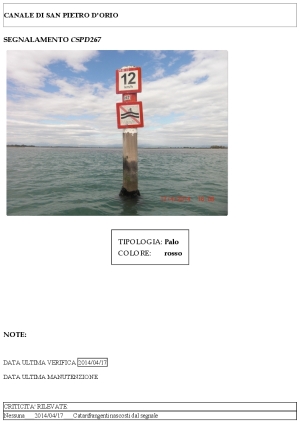 CANALE DI SAN PIETRO D'ORIO
SEGNALAMENTO CSPD267
12
TIPOLOGIA: Palo
COLORE: rosso
NOTE:
DATA ULTIMA VERIFICA 2014/04/17
DATA ULTIMA MANUTENZIONE
CRITICITA' RILEVATE
Nessuna 2014/04/17 Catarifrangenti nascosti dal segnale